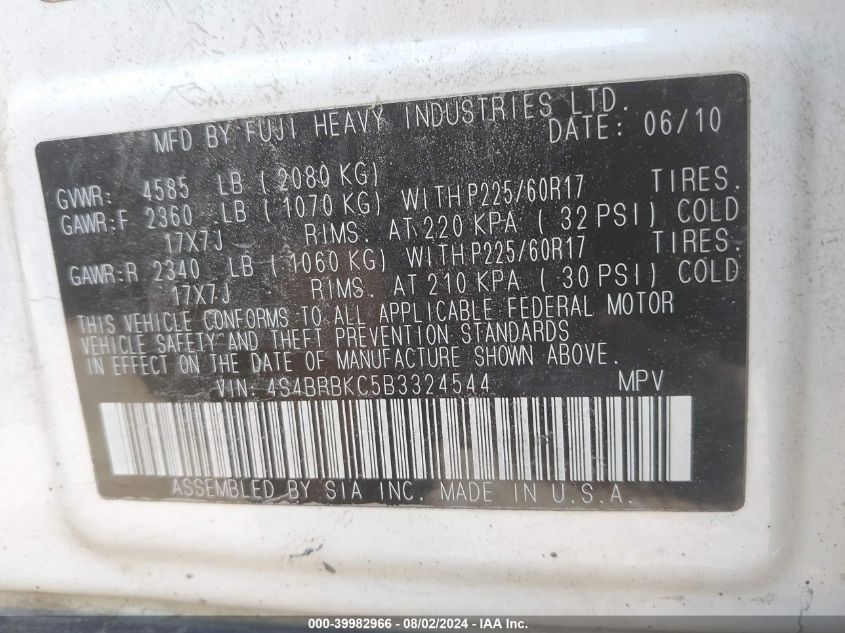 MFD BY FUJI HEAVY INDUSTRIES LTD.
DATE: 06/10
GVWR: 4585 LB ( 2080 KG)
GAWR:F 2360 LB ( 1070 KG) WITH P225/60R17 TIRES.
17X7J RIMS. AT 220 KPA ( 32 PSI) COLD
GAWR:R 2340 LB ( 1060 KG) WITH P225/60R17 TIRES.
17X7J RIMS. AT 210 KPA ( 30 PSI) COLD
THIS VEHICLE CONFORMS TO ALL APPLICABLE FEDERAL MOTOR
VEHICLE SAFETY AND THEFT PREVENTION STANDARDS
IN EFFECT ON THE DATE OF MANUFACTURE SHOWN ABOVE.
VIN: 4S4BRBKC5B3324544 MPV
ASSEMBLED BY SIA INC. MADE IN U.S.A.
000-39982966 - 08/02/2024 - IAA Inc.